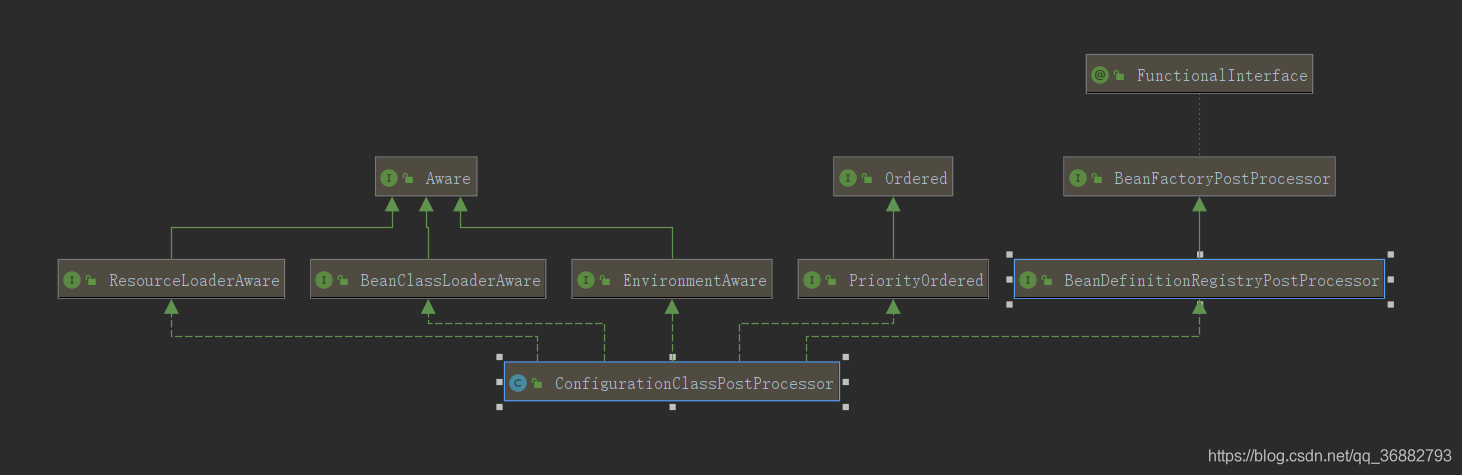 FunctionalInterface
Aware
Ordered
BeanFactoryPostProcessor
ResourceLoaderAware
BeanClassLoaderAware
EnvironmentAware
PriorityOrdered
BeanDefinitionRegistryPostProcessor
ConfigurationClassPostProcessor
https://blog.csdn.net/qq_36882793